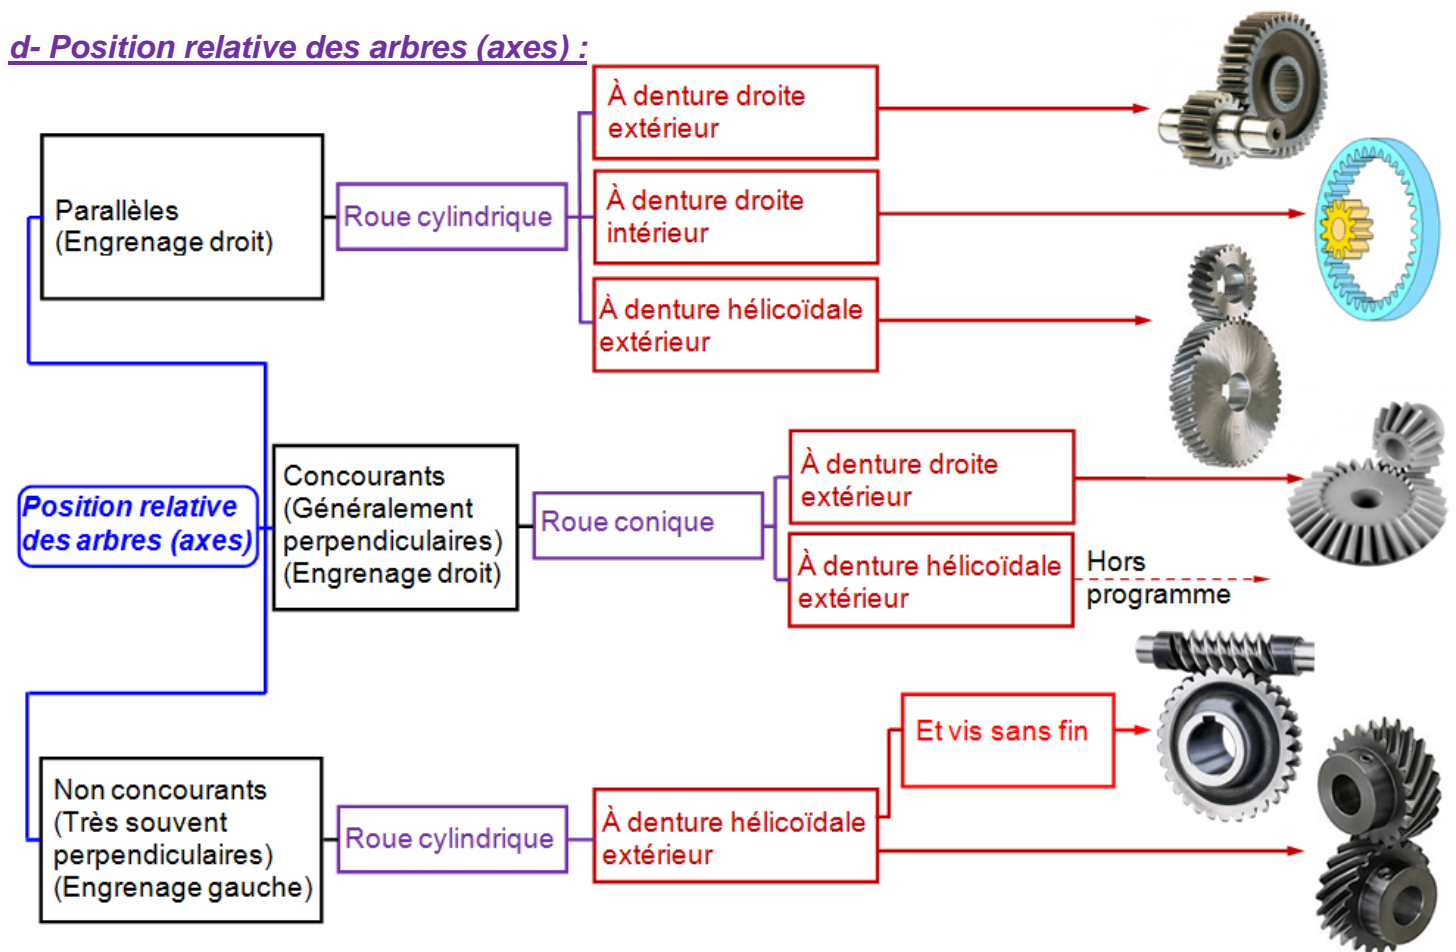 d- Position relative des arbres (axes) :
À denture droite
extérieur
Parallèles
(Engrenage droit)
Roue cylindrique
À denture droite
intérieur
À denture hélicoïdale
extérieur
Position relative
des arbres (axes)
Concourants
(Généralement
perpendiculaires)
(Engrenage droit)
Roue conique
À denture droite
extérieur
À denture hélicoïdale
extérieur
Hors
programme
Non concourants
(Très souvent
perpendiculaires)
(Engrenage gauche)
Roue cylindrique
À denture hélicoïdale
extérieur
Et vis sans fin